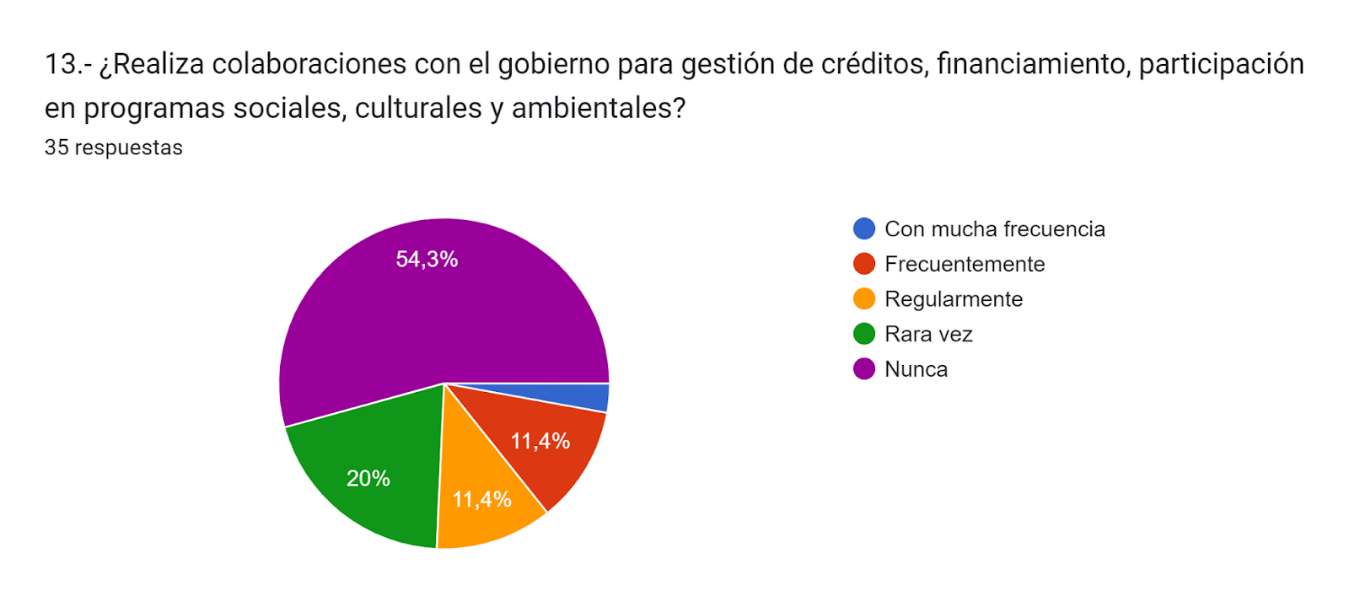 13.- ¿Realiza colaboraciones con el gobierno para gestión de créditos, financiamiento, participación
en programas sociales, culturales y ambientales?
35 respuestas
54,3%
11,4%
20%
11,4%
Con mucha frecuencia
Frecuentemente
Regularmente
Rara vez
Nunca